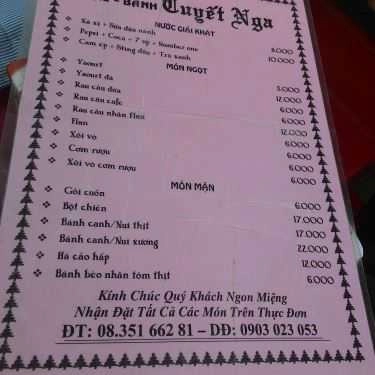 BÁNH Tuyết Nga
NƯỚC GIẢI KHÁT
❖ Xá xị + Sữa đậu nành
❖ Pepsi + Coca + 7 up + Number one 8.000
❖ Cam ép + Sting dâu + Trà xanh 10.000
MÓN NGỌT
❖ Yaourt
❖ Yaourt đá 5.000
❖ Rau câu dừa 12.000
❖ Rau câu cafe 6.000
❖ Rau câu nhân flan 6.000
❖ Flan 12.000
❖ Xôi vò 6.000
❖ Cơm rượu 6.000
❖ Xôi vò cơm rượu 6.000
6.000
MÓN MẶN
❖ Gỏi cuốn
❖ Bột chiên 6.000
❖ Bánh canh/Nui thịt 17.000
❖ Bánh canh/Nui xương 17.000
❖ Há cảo hấp 22.000
❖ Bánh bèo nhân tôm thịt 12.000
6.000
Kính Chúc Quý Khách Ngon Miệng
Nhận Đặt Tất Cả Các Món Trên Thực Đơn
ĐT: 08.351 662 81 – DĐ: 0903 023 053